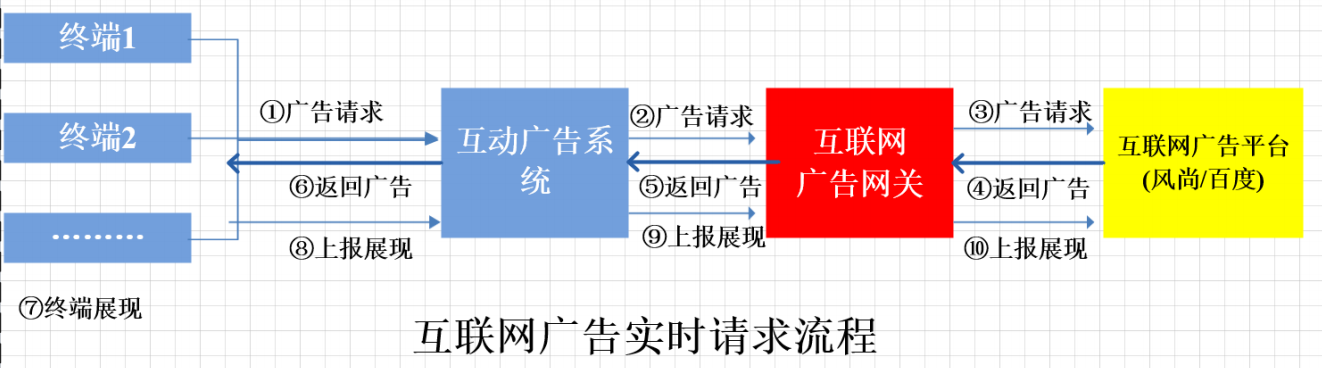 终端1
终端2
………
①广告请求
⑥返回广告
⑧上报展现
⑦终端展现
互动广告系
统
②广告请求
⑤返回广告
⑨上报展现
互联网
广告网关
③广告请求
④返回广告
⑩上报展现
互联网广告平台
(风尚/百度)
互联网广告实时请求流程